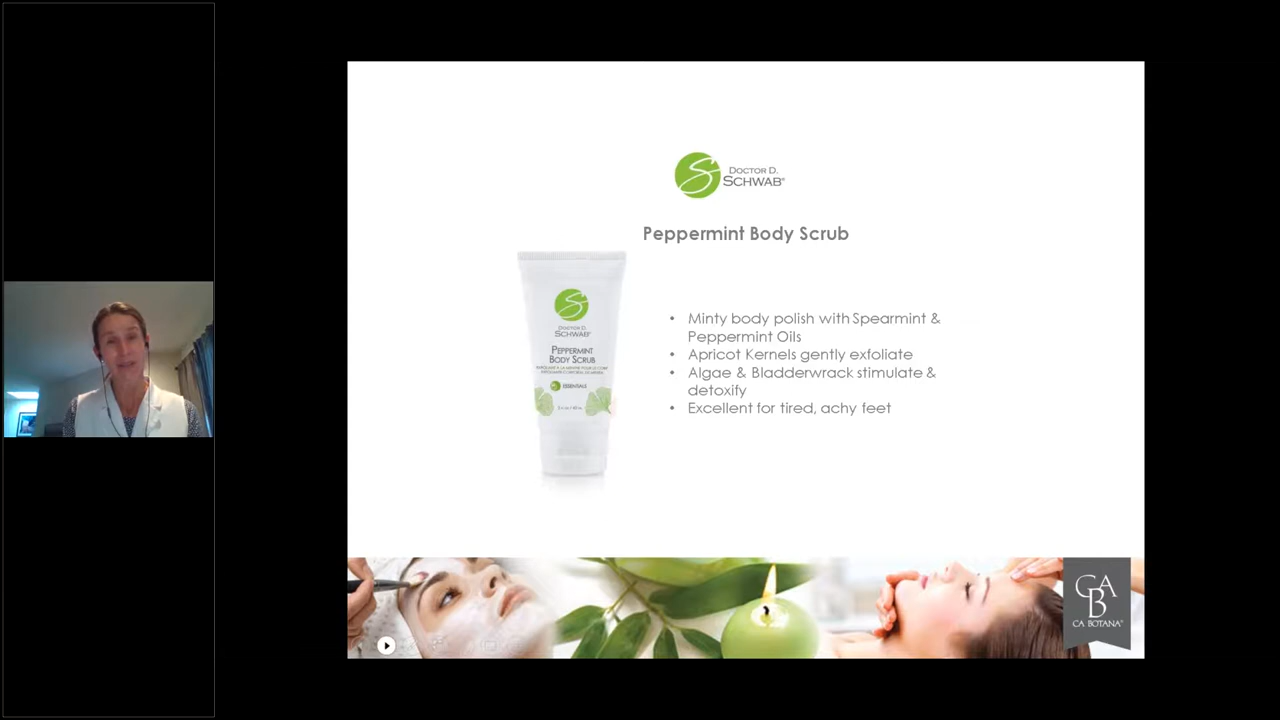 DOCTOR D.
SCHWAB®
Peppermint Body Scrub
DOCTOR D.
SCHWAB®
PEPPERMINT
BODY SCRUB
ESSENTIALS
• Minty body polish with Spearmint &
Peppermint Oils
• Apricot Kernels gently exfoliate
• Algae & Bladderwrack stimulate &
detoxify
• Excellent for tired, achy feet
CA
B
CA BOTANA®